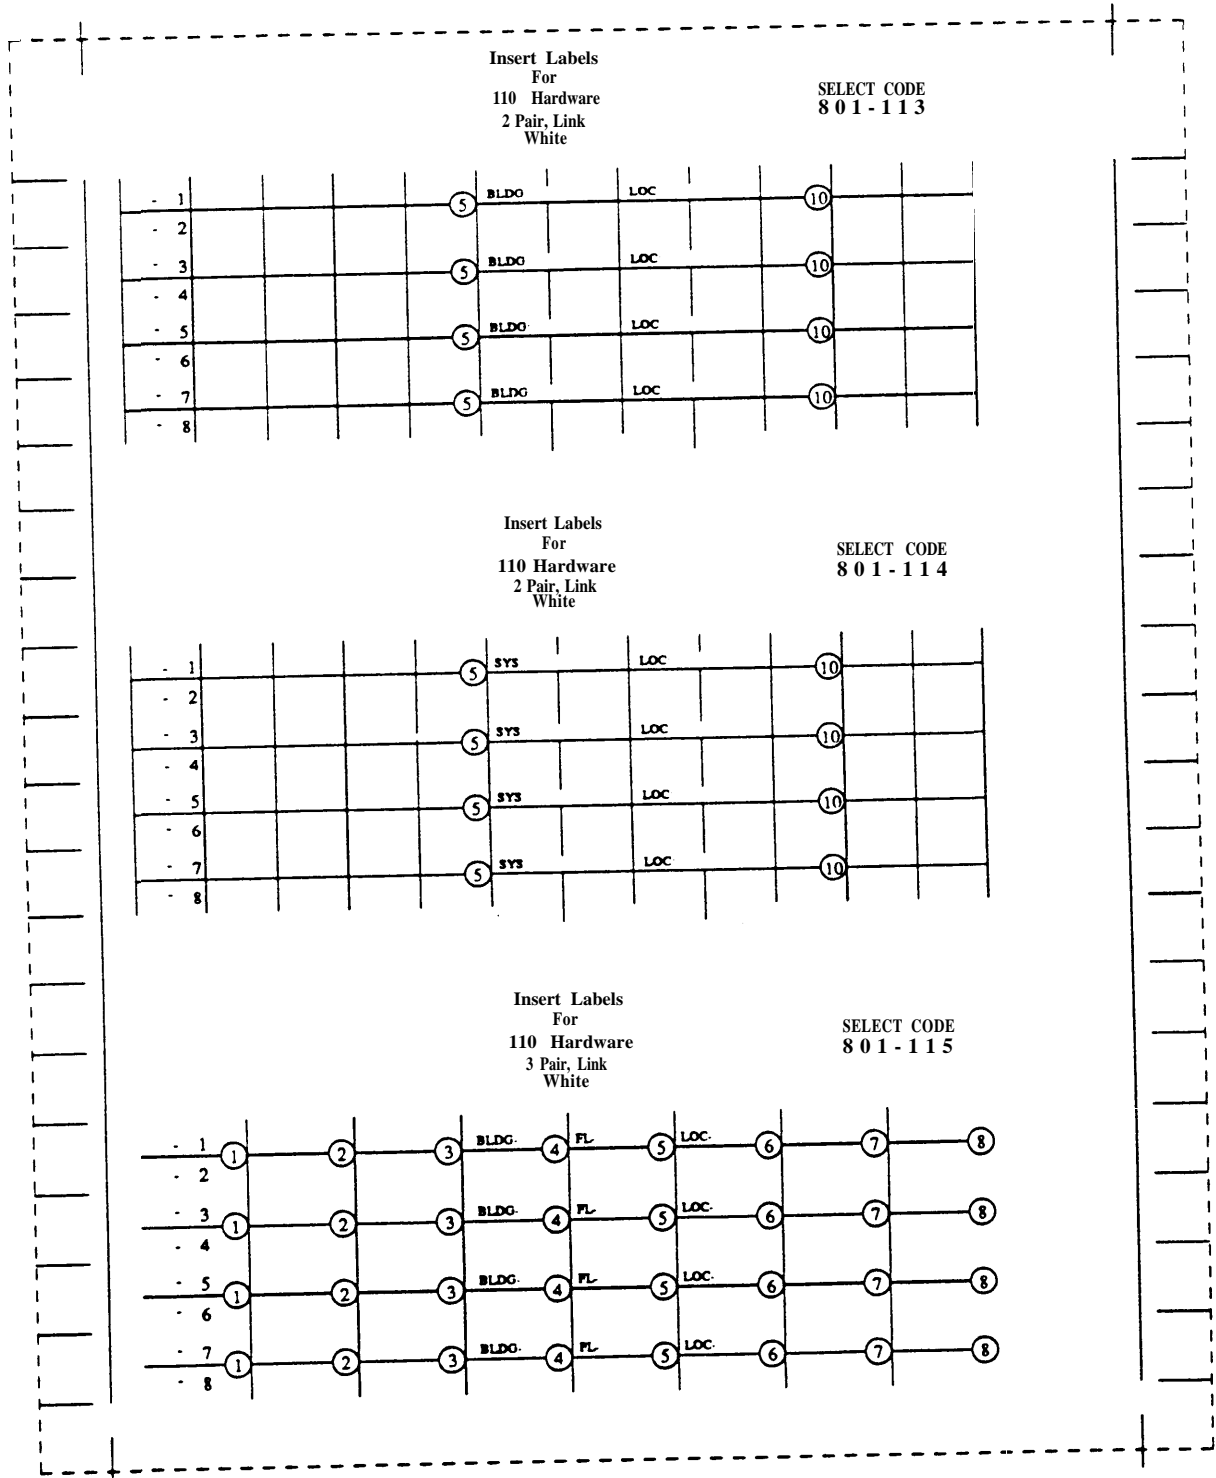 Insert Labels
For
110 Hardware
2 Pair, Link
White
SELECT CODE
801-113
- 1 5 BLDG LOC 10
- 2
- 3 5 BLDG LOC 10
- 4
- 5 5 BLDG LOC 10
- 6
- 7 5 BLDG LOC 10
- 8
Insert Labels
For
110 Hardware
2 Pair, Link
White
SELECT CODE
801-114
- 1 5 SYS LOC 10
- 2
- 3 5 SYS LOC 10
- 4
- 5 5 SYS LOC 10
- 6
- 7 5 SYS LOC 10
- 8
Insert Labels
For
110 Hardware
3 Pair, Link
White
SELECT CODE
801-115
- 1 1 2 3 BLDG. 4 FL. 5 LOC. 6 7 8
- 2
- 3 1 2 3 BLDG. 4 FL. 5 LOC. 6 7 8
- 4
- 5 1 2 3 BLDG. 4 FL. 5 LOC. 6 7 8
- 6
- 7 1 2 3 BLDG. 4 FL. 5 LOC. 6 7 8
- 8